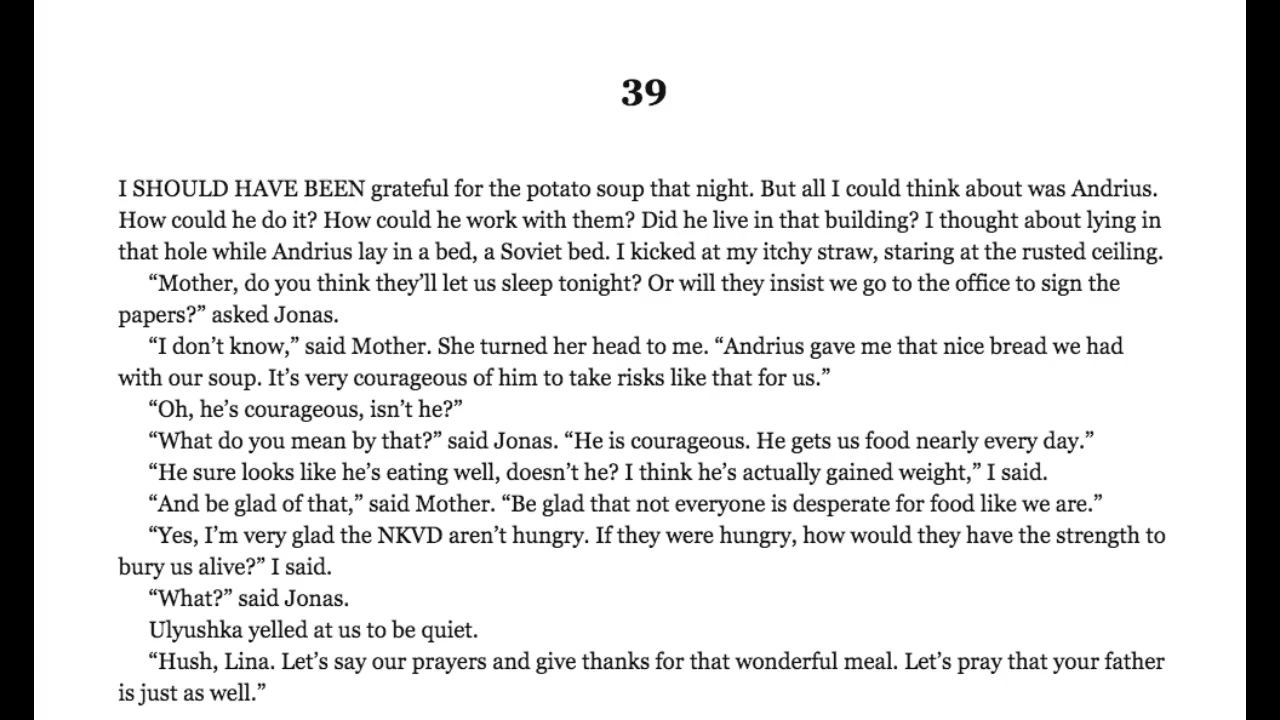 39
I SHOULD HAVE BEEN grateful for the potato soup that night. But all I could think about was Andrius.
How could he do it? How could he work with them? Did he live in that building? I thought about lying in
that hole while Andrius lay in a bed, a Soviet bed. I kicked at my itchy straw, staring at the rusted ceiling.
“Mother, do you think they’ll let us sleep tonight? Or will they insist we go to the office to sign the
papers?” asked Jonas.
“I don’t know,” said Mother. She turned her head to me. “Andrius gave me that nice bread we had
with our soup. It’s very courageous of him to take risks like that for us.”
“Oh, he’s courageous, isn’t he?”
“What do you mean by that?” said Jonas. “He is courageous. He gets us food nearly every day.”
“He sure looks like he’s eating well, doesn’t he? I think he’s actually gained weight,” I said.
“And be glad of that,” said Mother. “Be glad that not everyone is desperate for food like we are.”
“Yes, I’m very glad the NKVD aren’t hungry. If they were hungry, how would they have the strength to
bury us alive?” I said.
“What?” said Jonas.
Ulyushka yelled at us to be quiet.
“Hush, Lina. Let’s say our prayers and give thanks for that wonderful meal. Let’s pray that your father
is just as well.”